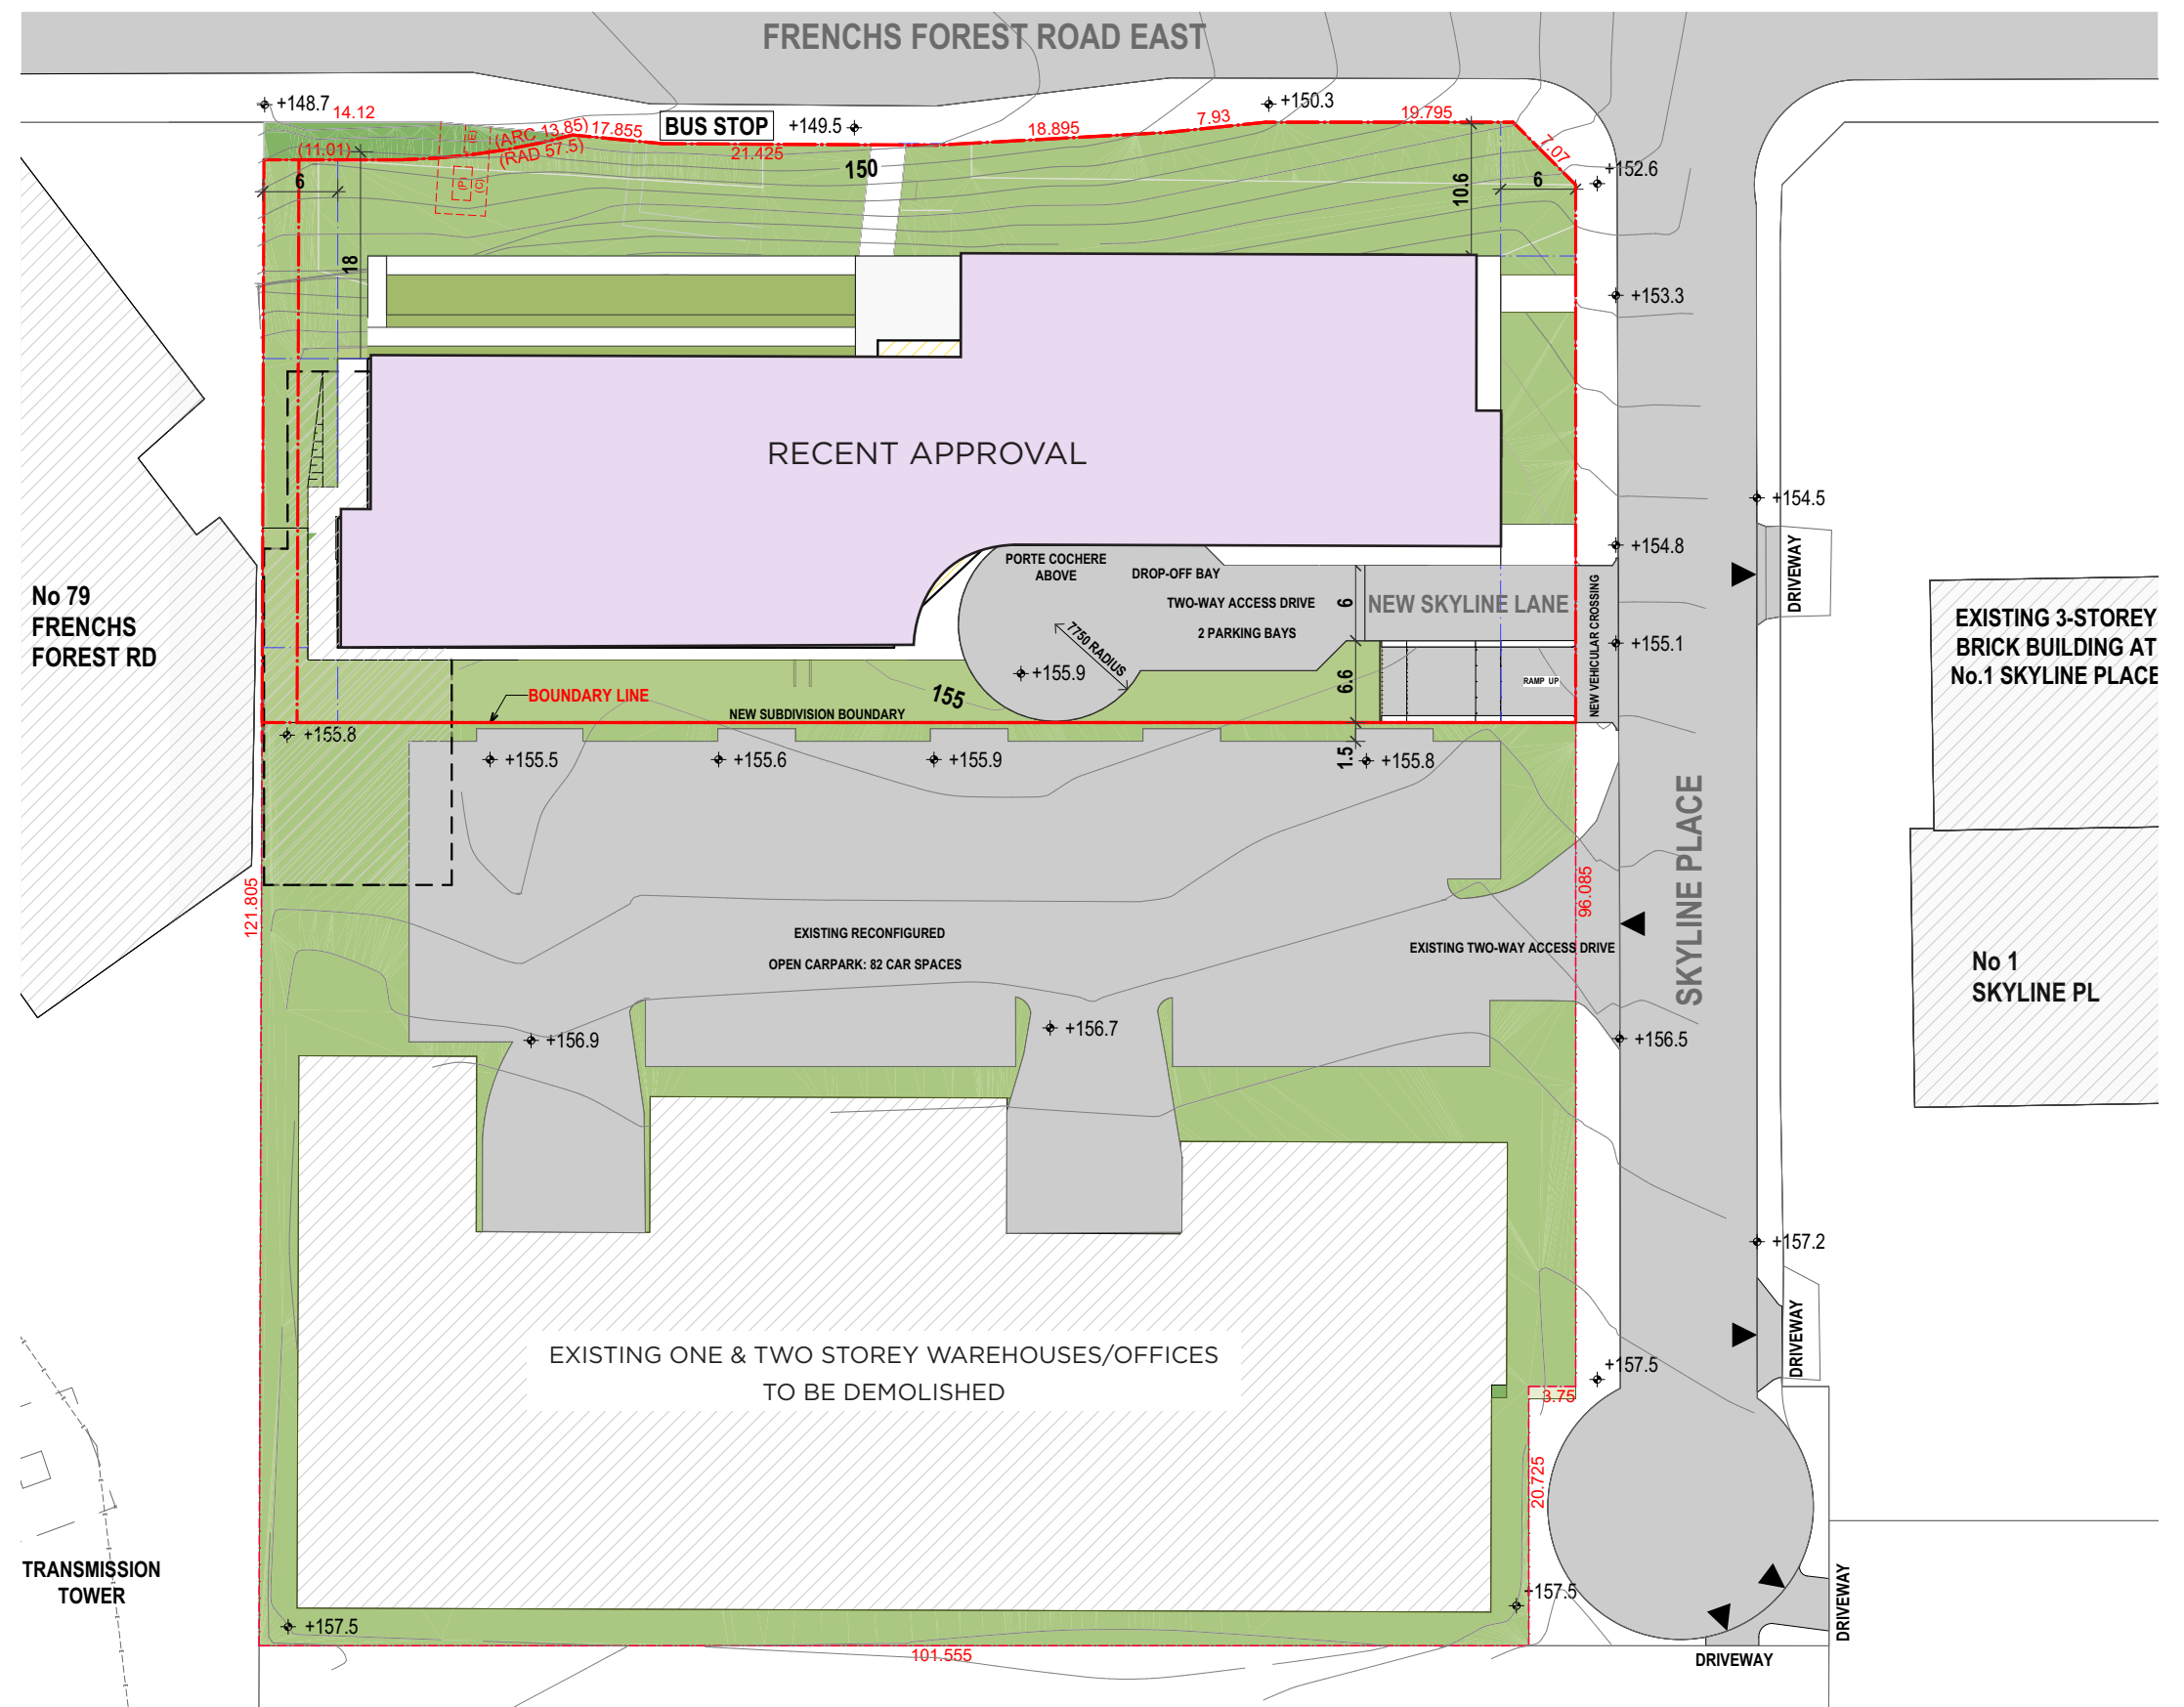 FRENCHS FOREST ROAD EAST
+148.7
14.12
(ARC 13.85)
(RAD 57.5)
17.855
BUS STOP
+149.5
21.425
150
18.895
7.93
+150.3
19.795
7.07
+152.6
(11.01)
(E)
(P)
(C)
6
18
10.6
6
+153.3
RECENT APPROVAL
+154.5
+154.8
DRIVEWAY
No 79
FRENCHS
FOREST RD
PORTE COCHERE
ABOVE
DROP-OFF BAY
TWO-WAY ACCESS DRIVE
2 PARKING BAYS
6
NEW SKYLINE LANE
NEW VEHICULAR CROSSING
+155.1
7750 RADIUS
+155.9
6.6
RAMP UP
EXISTING 3-STOREY
BRICK BUILDING AT
No.1 SKYLINE PLACE
BOUNDARY LINE
155
NEW SUBDIVISION BOUNDARY
+155.8
+155.5
+155.6
+155.9
1.5
+155.8
SKYLINE PLACE
121.805
96.085
EXISTING RECONFIGURED
OPEN CARPARK: 82 CAR SPACES
EXISTING TWO-WAY ACCESS DRIVE
No 1
SKYLINE PL
+156.9
+156.7
+156.5
+157.2
EXISTING ONE & TWO STOREY WAREHOUSES/OFFICES
TO BE DEMOLISHED
+157.5
3.75
DRIVEWAY
20.725
TRANSMISSION
TOWER
+157.5
+157.5
101.555
DRIVEWAY
DRIVEWAY